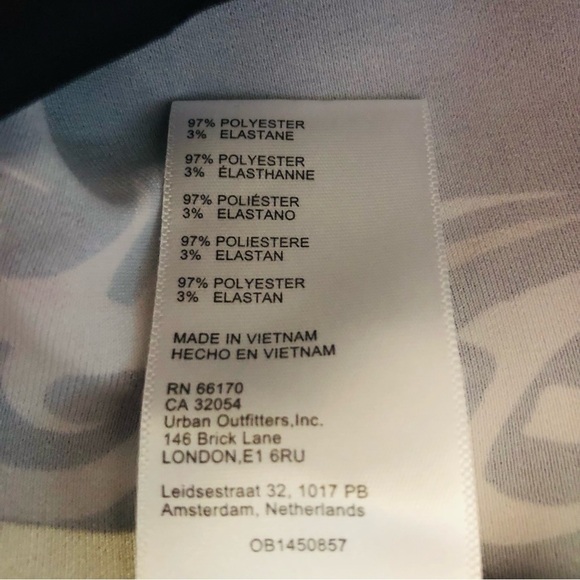 97% POLYESTER
3% ELASTANE
97% POLYESTER
3% ÉLASTHANNE
97% POLIÉSTER
3% ELASTANO
97% POLIESTERE
3% ELASTAN
97% POLYESTER
3% ELASTAN
MADE IN VIETNAM
HECHO EN VIETNAM
RN 66170
CA 32054
Urban Outfitters,Inc.
146 Brick Lane
LONDON,E1 6RU
Leidsestraat 32, 1017 PB
Amsterdam, Netherlands
OB1450857